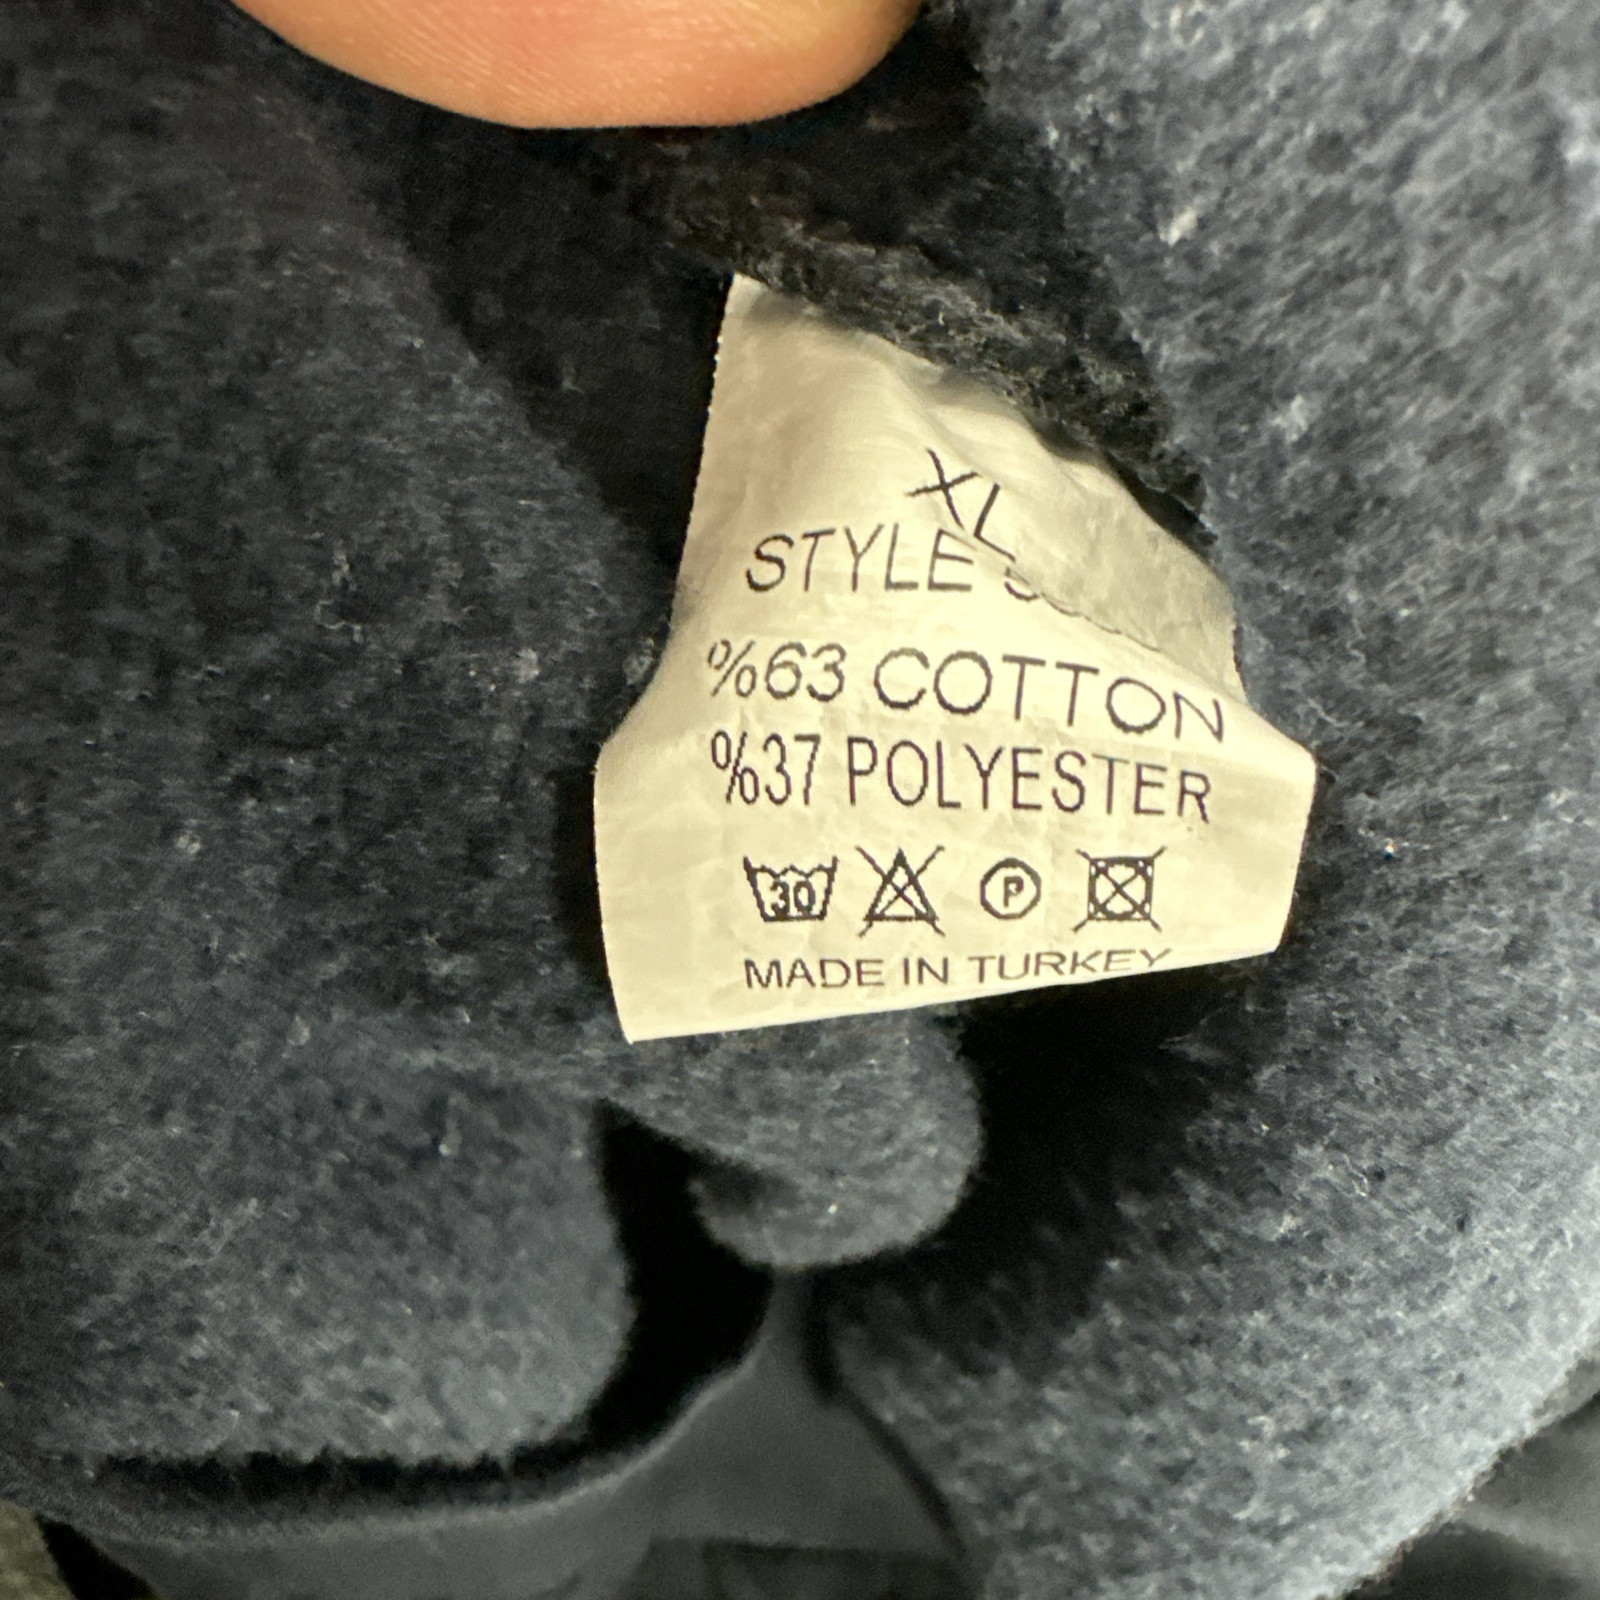 XL
STYLE
%63 COTTON
%37 POLYESTER
30 P
MADE IN TURKEY